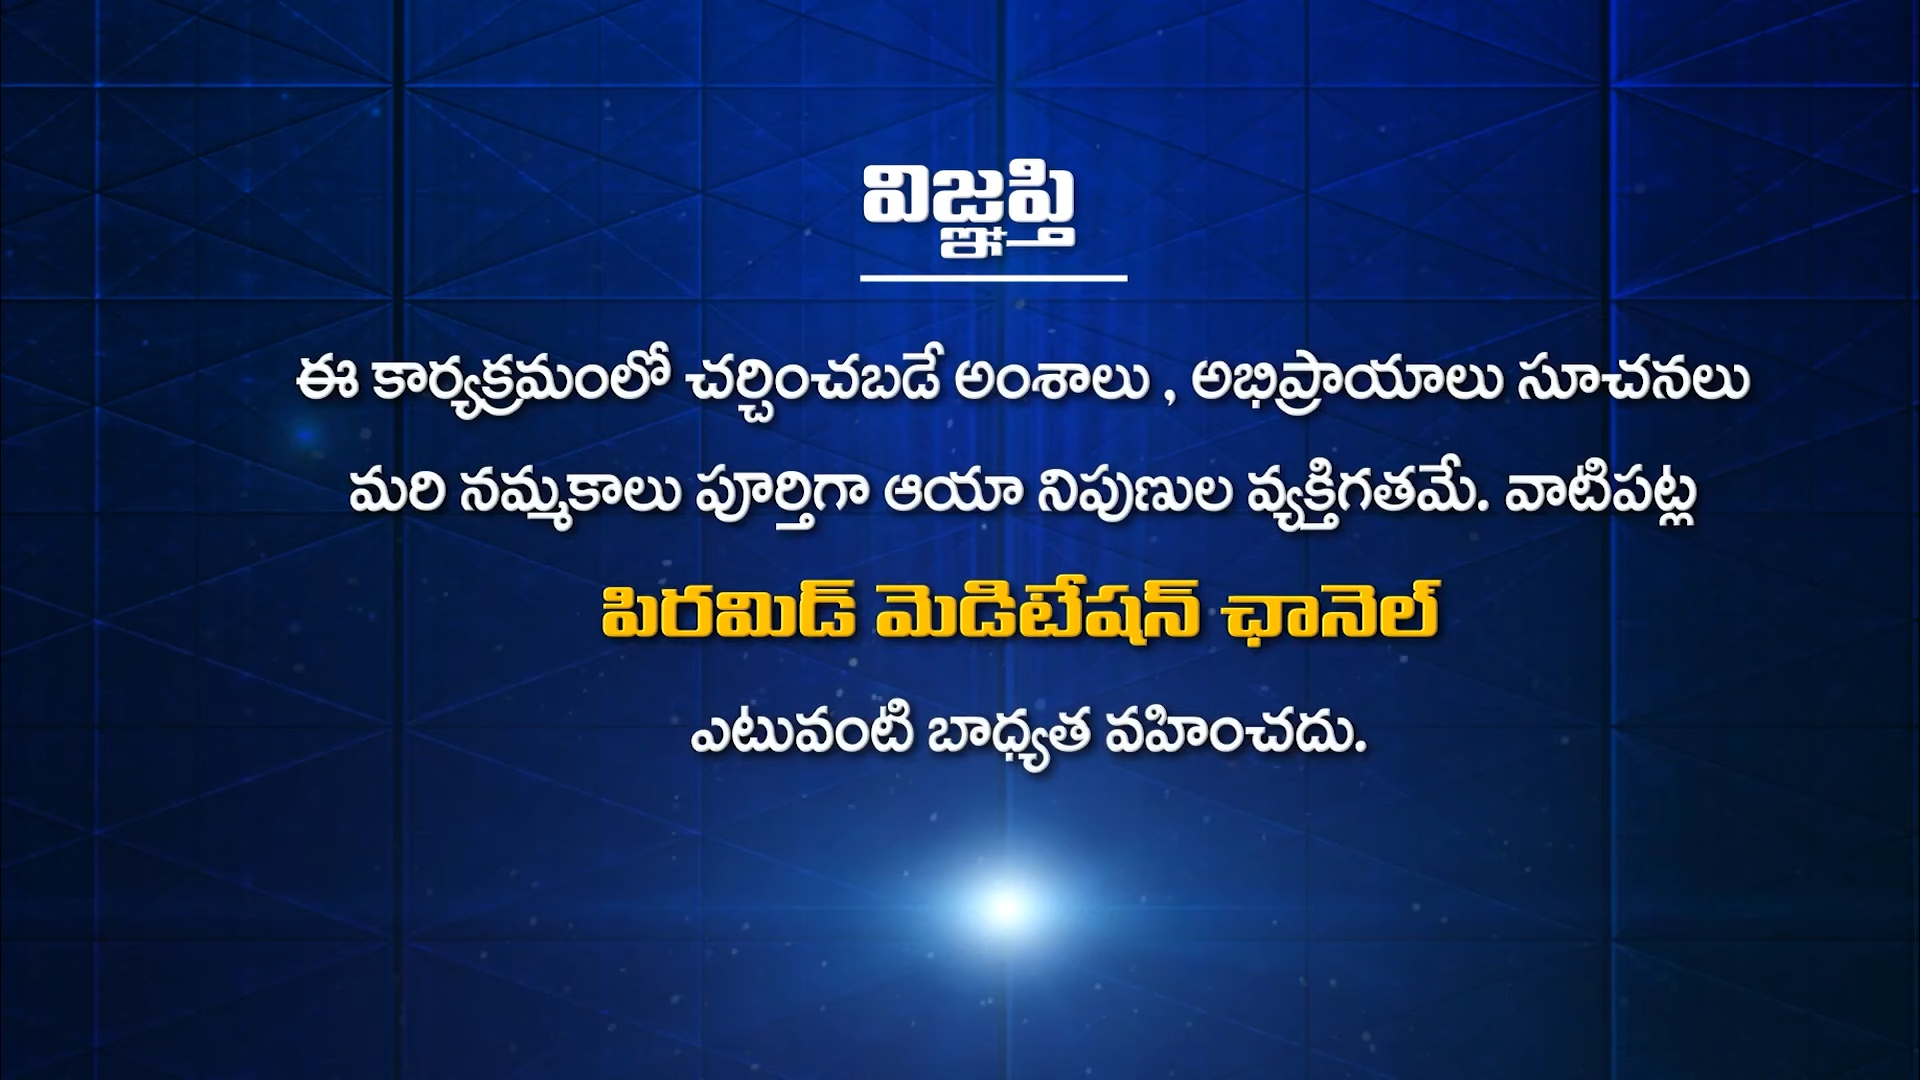 విజ్ఞప్తి
ఈ కార్యక్రమంలో చర్చించబడే అంశాలు , అభిప్రాయాలు సూచనలు
మరి నమ్మకాలు పూర్తిగా ఆయా నిపుణుల వ్యక్తిగతమే. వాటిపట్ల
పిరమిడ్ మెడిటేషన్ ఛానెల్
ఎటువంటి బాధ్యత వహించదు.